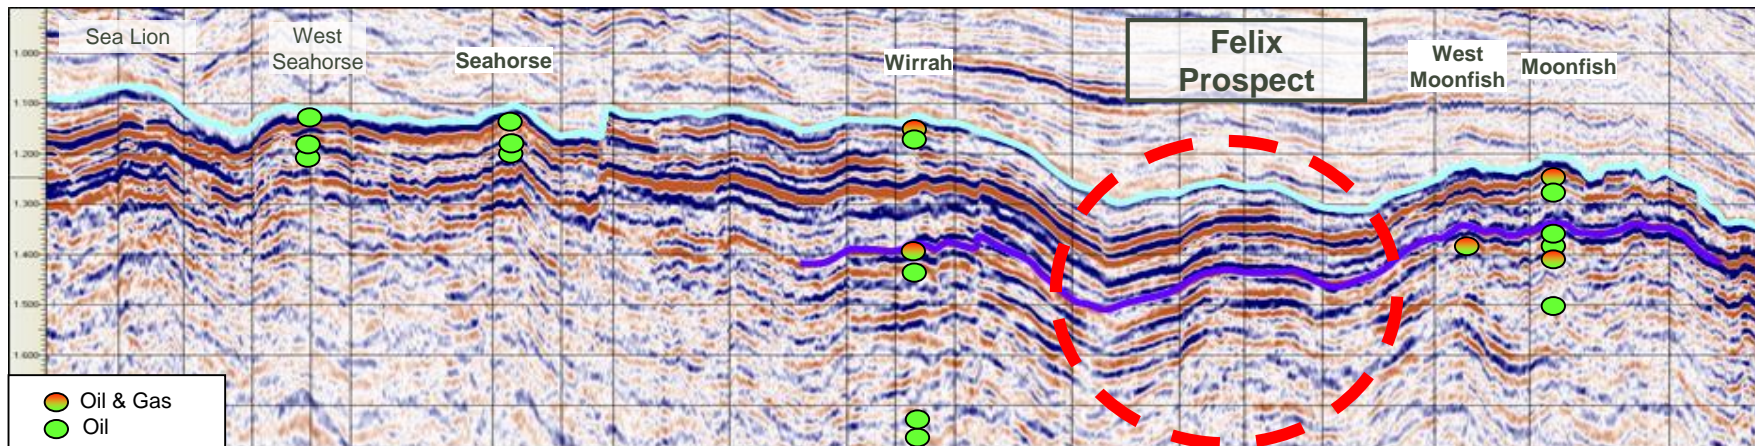 Sea Lion
West
Seahorse
Seahorse
Wirrah
Felix
Prospect
West
Moonfish
Moonfish
1.000
1.100
1.200
1.300
1.400
1.500
1.600
Oil & Gas
Oil